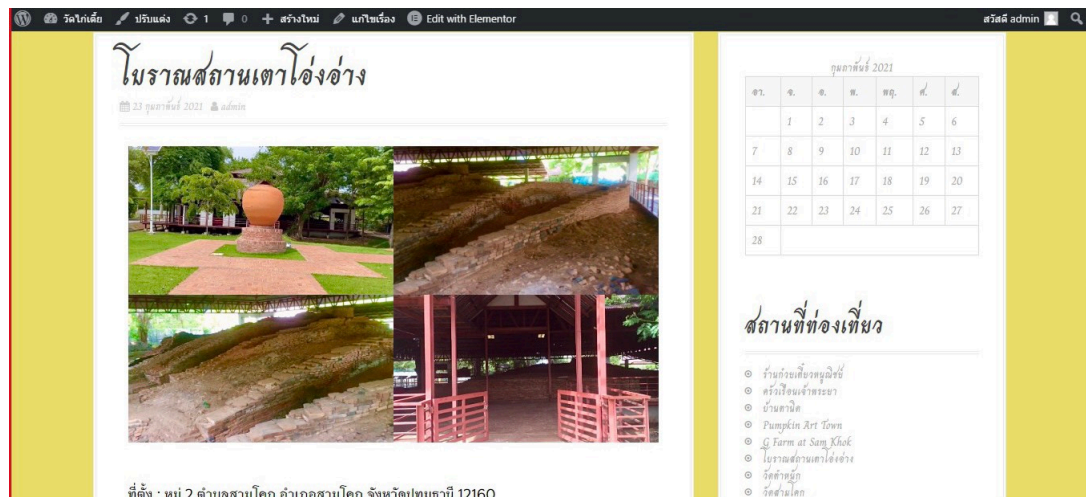 วัดไก่เตี้ย ปรับแต่ง 1 0 + สร้างใหม่ แก้ไขเรื่อง Edit with Elementor สวัสดี admin
โบราณสถานเตาโอ่งอ่าง
23 กุมภาพันธ์ 2021 admin
ที่ตั้ง : หมู่ 2 ตำบลสามโคก อำเภอสามโคก จังหวัดปทุมธานี 12160
กุมภาพันธ์ 2021
อา. จ. อ. พ. พฤ. ศ. ส.
1 2 3 4 5 6
7 8 9 10 11 12 13
14 15 16 17 18 19 20
21 22 23 24 25 26 27
28
สถานที่ท่องเที่ยว
ร้านก๋วยเตี๋ยวหนูณิชย์
ครัวเรือนเจ้าพระยา
บ้านตานิด
Pumpkin Art Town
G Farm at Sam Khok
โบราณสถานเตาโอ่งอ่าง
วัดตำหนัก
วัดสามโคก